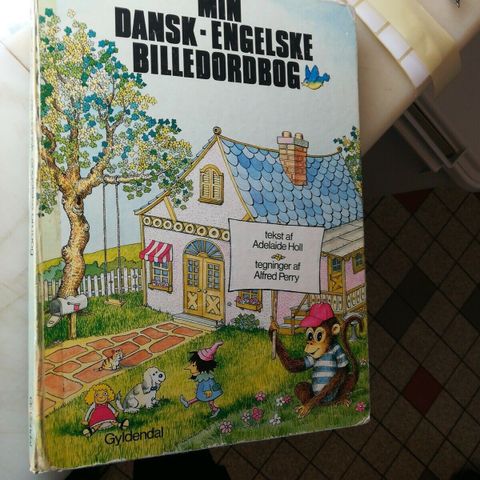 MIN
DANSK-ENGELSKE
BILLEDORDBOG
tekst af
Adelaide Holl
tegninger af
Alfred Perry
Gyldendal